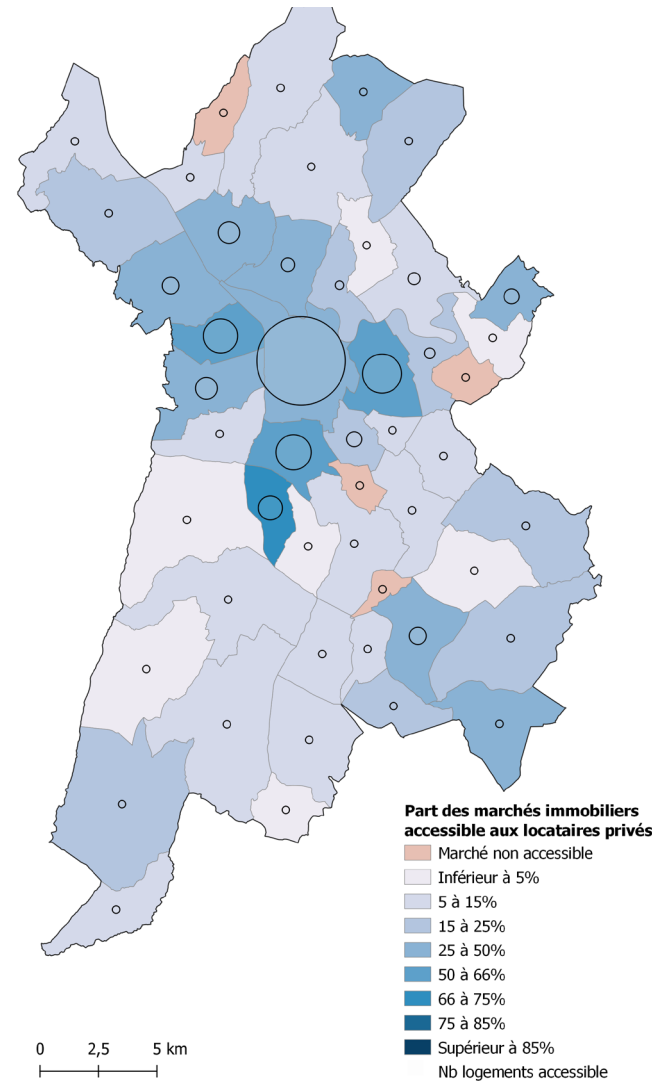 Part des marchés immobiliers
accessible aux locataires privés
Marché non accessible
Inférieur à 5%
5 à 15%
15 à 25%
25 à 50%
50 à 66%
66 à 75%
75 à 85%
Supérieur à 85%
Nb logements accessible
0 2,5 5 km